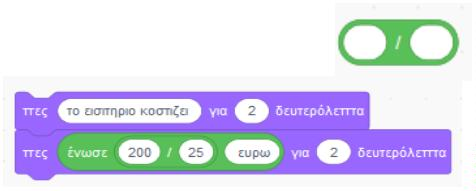 /
πες το εισιτηριο κοστιζει για 2 δευτερόλεπτα
πες ένωσε 200 / 25 ευρω για 2 δευτερόλεπτα